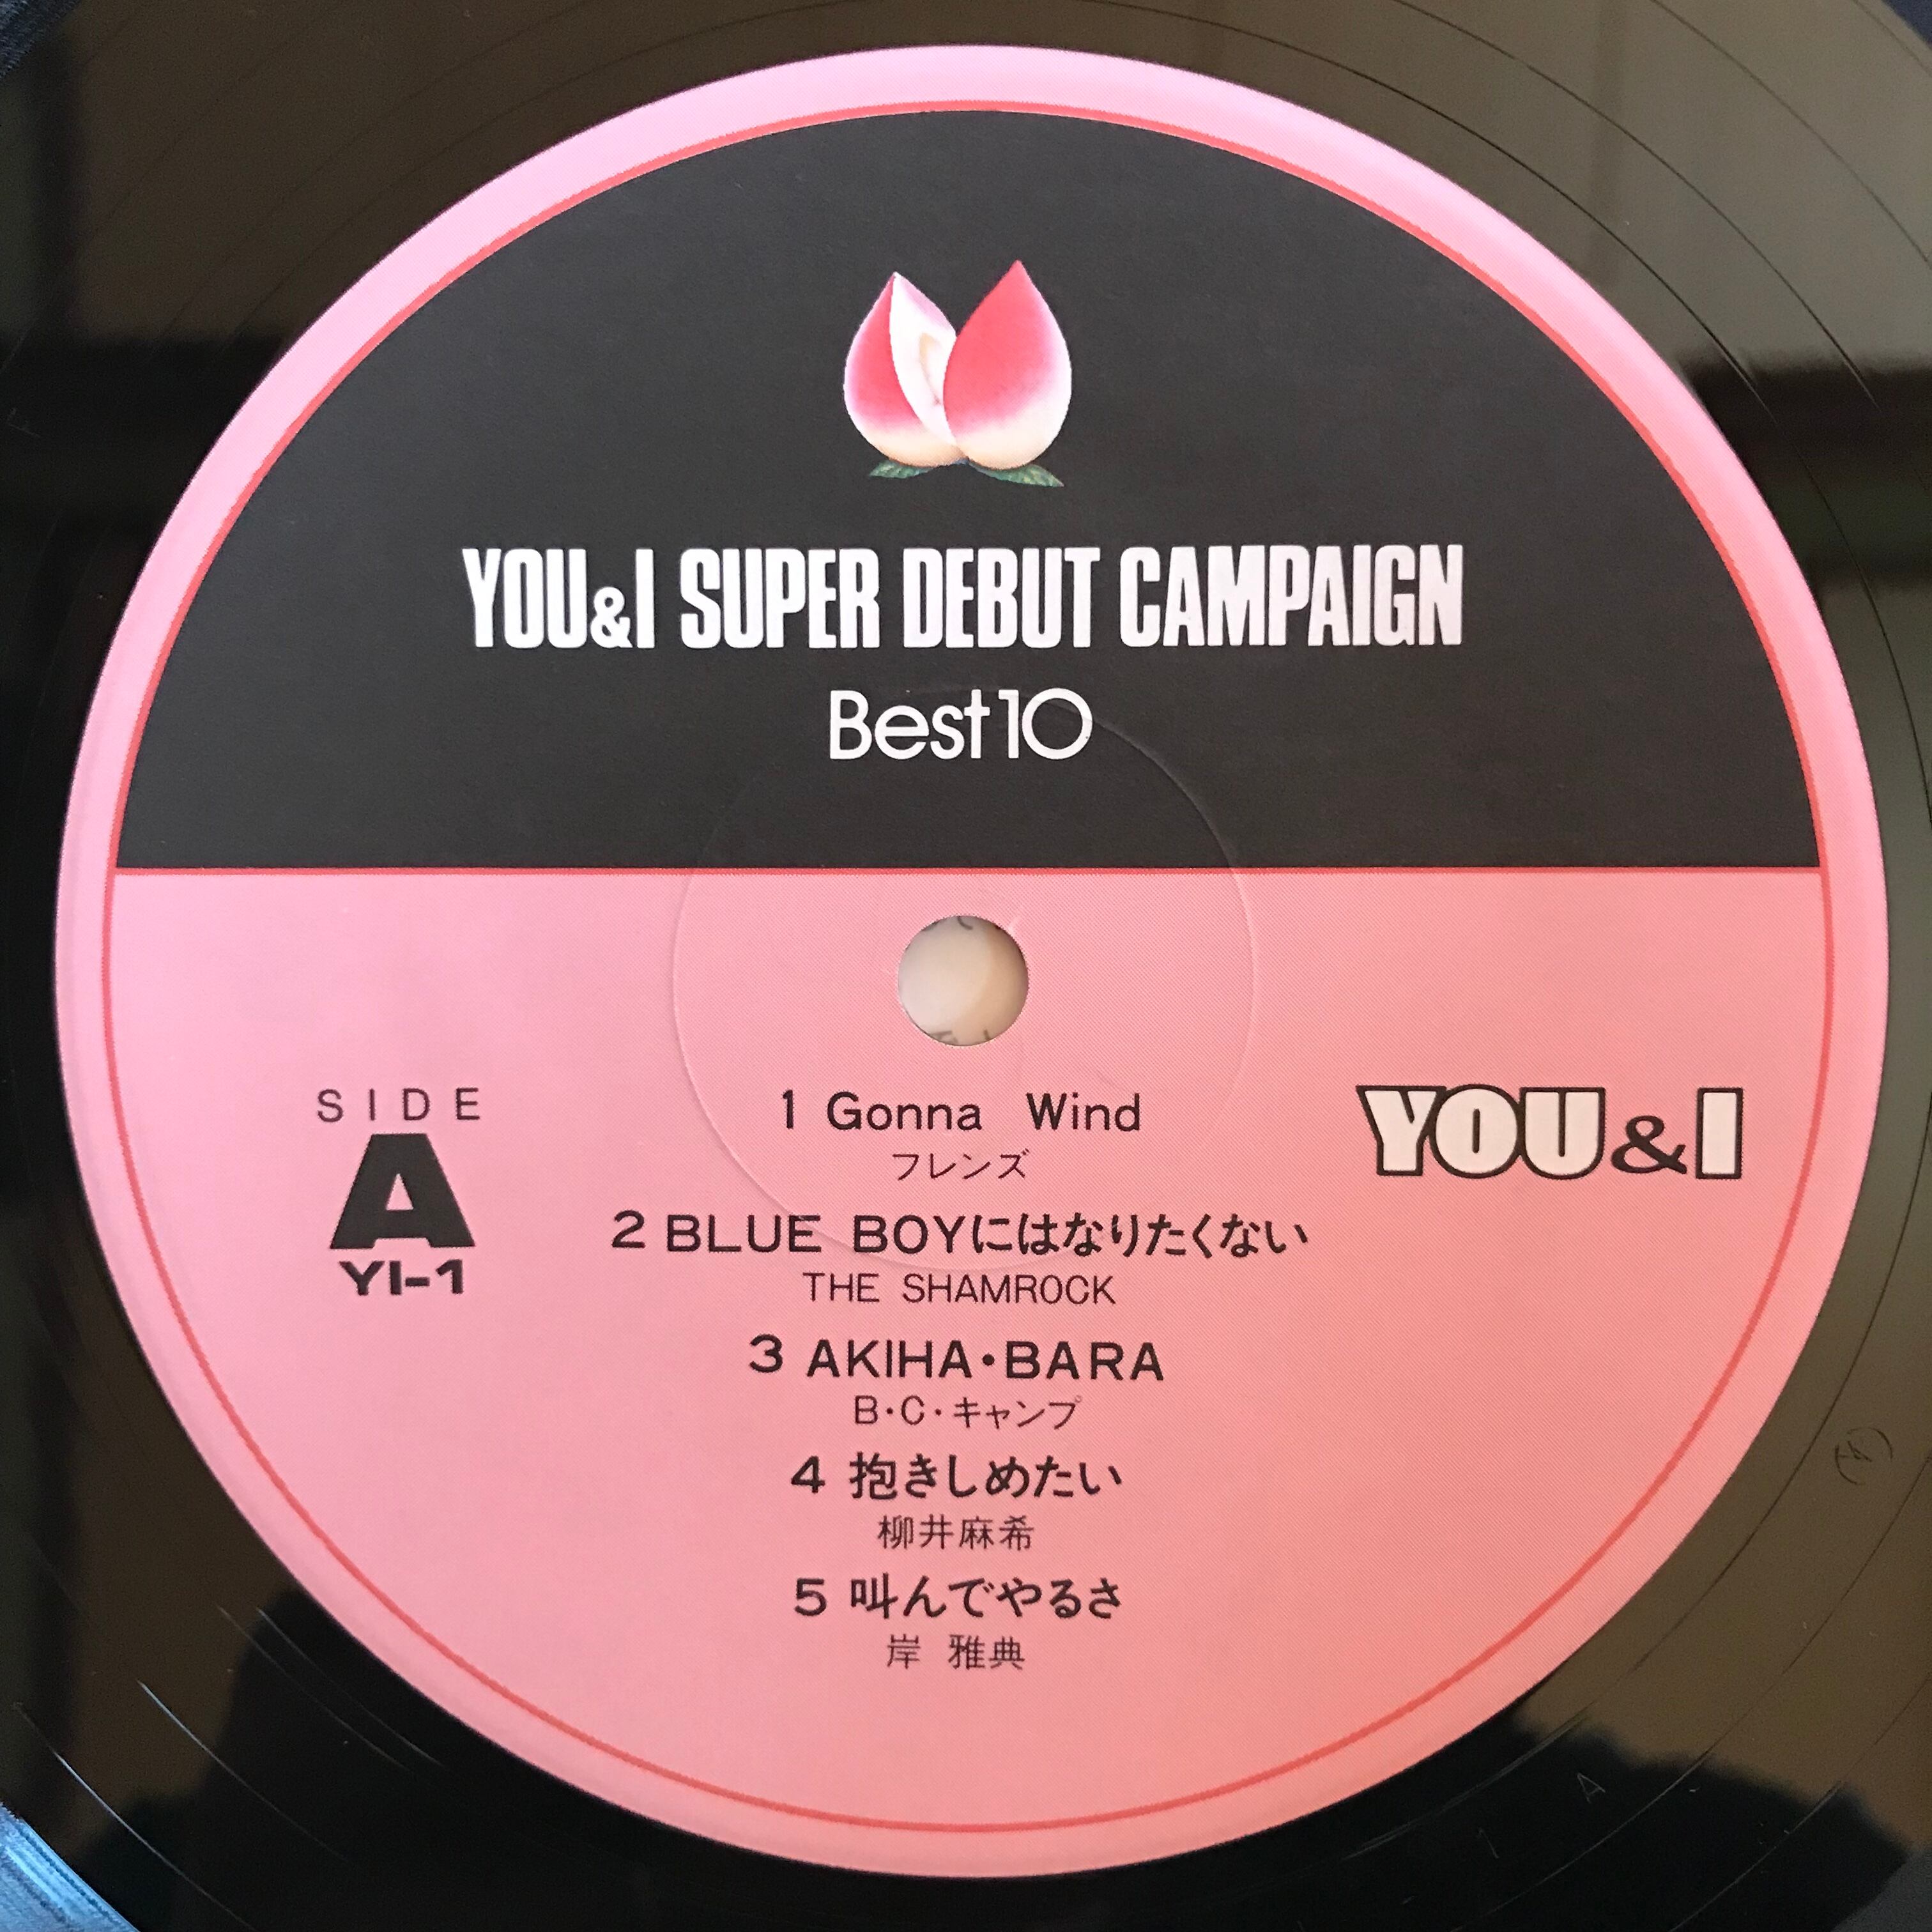 YOU&I SUPER DEBUT CAMPAIGN
Best10
SIDE
A
YI-1
YOU&I
1 Gonna Wind
フレンズ
2 BLUE BOYにはなりたくない
THE SHAMROCK
3 AKIHA・BARA
B・C・キャンプ
4 抱きしめたい
柳井麻希
5 叫んでやるさ
岸 雅典
1 A